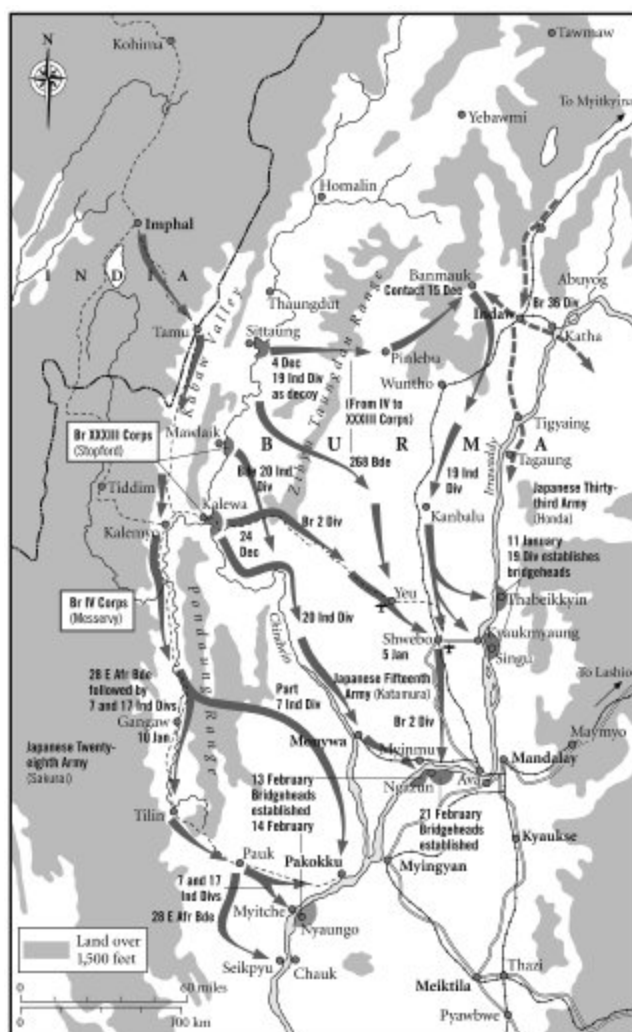 N
Kohima
Tawmaw
To Myitkyina
Yebawmi
Homalin
Imphal
INDIA
Banmauk
Contact 15 Dec
Abuyog
Br 36 Div
Indaw
Katha
Thaungdut
Tamu
Kabaw Valley
Sittaung
4 Dec
19 Ind Div
as decoy
Pinlebu
Zibyu Taungdan Range
Wuntho
(From IV to
XXXIII Corps)
Br XXXIII Corps
(Stopford)
Mawlaik
BURMA
Tigyaing
Tagaung
Irrawaddy
Bde 20 Ind
Div
268 Bde
19 Ind
Div
Tiddim
Kalewa
Japanese Thirty-
third Army
(Honda)
Kalemyo
24
Dec
Br 2 Div
Kanbalu
11 January
19 Div establishes
bridgeheads
Yeu
Thabeikkyin
Br IV Corps
(Messervy)
20 Ind Div
Chindwin
Shwebo
5 Jan
Kyaukmyaung
Singu
Pondaung Range
28 E Afr Bde
followed by
7 and 17 Ind Divs
Part
7 Ind Div
Japanese Fifteenth
Army (Katamura)
To Lashio
Gangaw
10 Jan
Br 2 Div
Maymyo
Japanese Twenty-
eighth Army
(Sakurai)
Monywa
Myinmu
Mandalay
Ngazun
Ava
13 February
Bridgeheads
established
14 February
21 February
Bridgeheads
established
Tilin
Kyaukse
Pauk
Pakokku
Myingyan
7 and 17
Ind Divs
Myitche
28 E Afr Bde
Nyaungo
Land over
1,500 feet
Seikpyu
Chauk
Thazi
Meiktila
0
60 miles
0
100 km
Pyawbwe